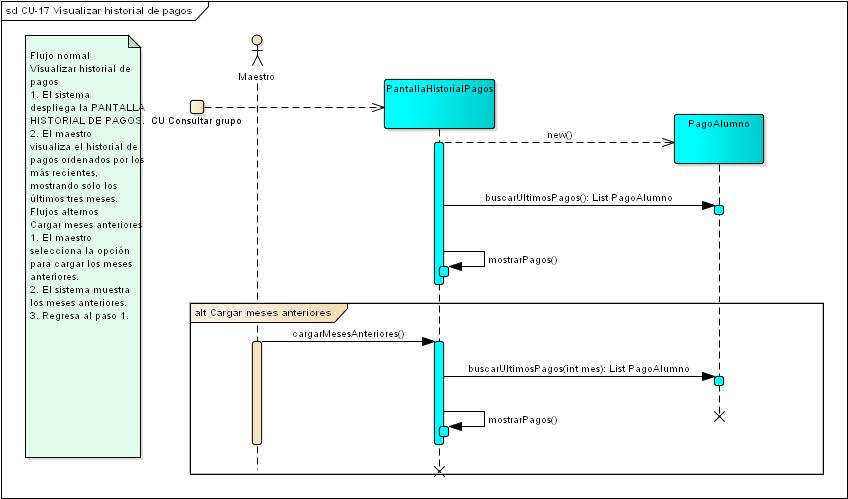 sd CU-17 Visualizar historial de pagos
Flujo normal
Visualizar historial de
pagos
1. El sistema
despliega la PANTALLA
HISTORIAL DE PAGOS.
2. El maestro
visualiza el historial de
pagos ordenados por los
más recientes,
mostrando solo los
últimos tres meses.
Flujos alternos
Cargar meses anteriores
1. El maestro
selecciona la opción
para cargar los meses
anteriores.
2. El sistema muestra
los meses anteriores.
3. Regresa al paso 1.
Maestro
CU Consultar grupo
PantallaHistorialPagos
PagoAlumno
new()
buscarUltimosPagos(): List PagoAlumno
mostrarPagos()
alt Cargar meses anteriores
cargarMesesAnteriores()
buscarUltimosPagos(int mes): List PagoAlumno
mostrarPagos()